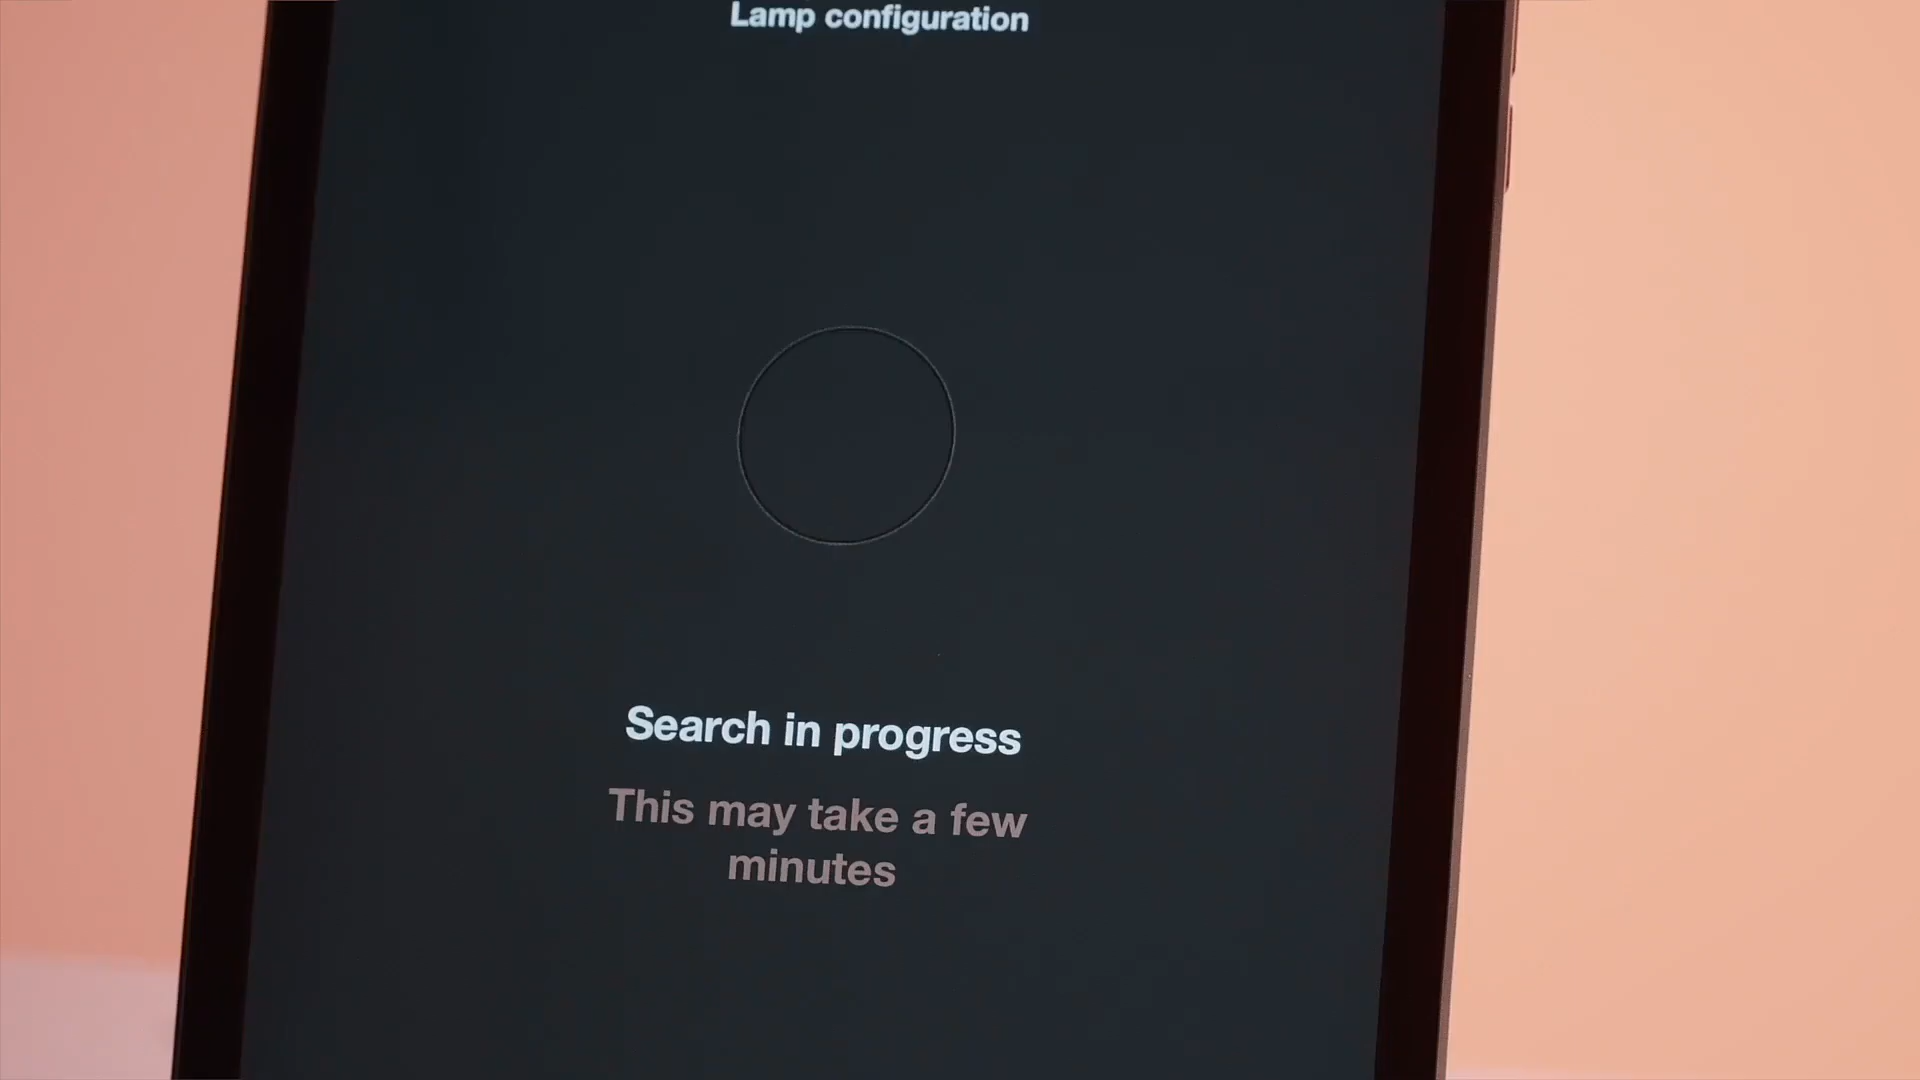 Lamp configuration
Search in progress
This may take a few
minutes